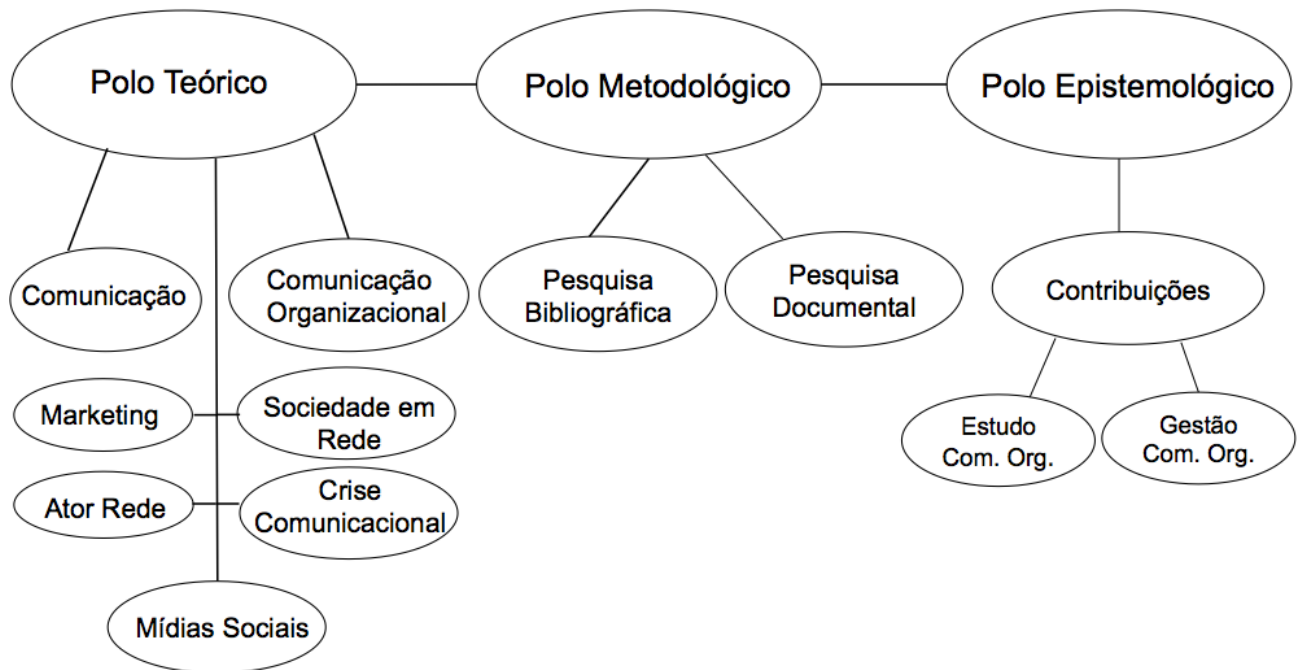 Polo Teórico
Polo Metodológico
Polo Epistemológico
Comunicação
Comunicação
Organizacional
Pesquisa
Bibliográfica
Pesquisa
Documental
Contribuições
Marketing
Sociedade em
Rede
Estudo
Com. Org.
Gestão
Com. Org.
Ator Rede
Crise
Comunicacional
Mídias Sociais